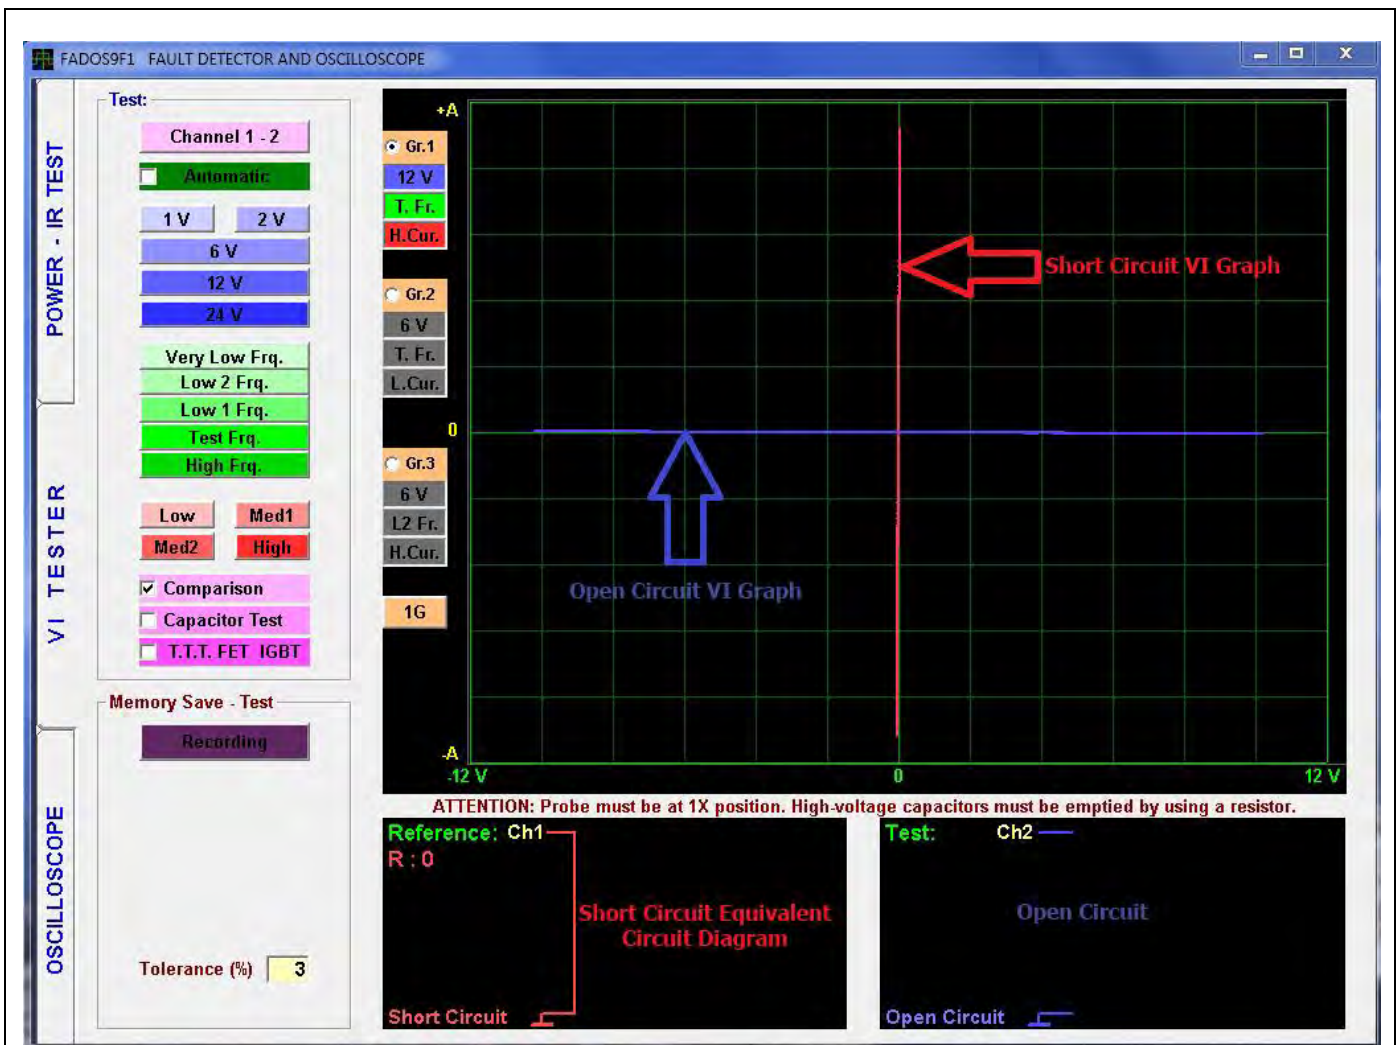 FADOS9F1 FAULT DETECTOR AND OSCILLOSCOPE
X
POWER - IR TEST
VI TESTER
OSCILLOSCOPE
Test:
Channel 1 - 2
Automatic
1 V
2 V
6 V
12 V
24 V
Very Low Frq.
Low 2 Frq.
Low 1 Frq.
Test Frq.
High Frq.
Low
Med1
Med2
High
Comparison
Capacitor Test
T.T.T. FET IGBT
Memory Save - Test
Recording
Tolerance (%) 3
Gr.1
12 V
T. Fr.
H.Cur.
Gr.2
6 V
T. Fr.
L.Cur.
Gr.3
6 V
L2 Fr.
H.Cur.
1G
+A
0
-A
-12 V
0
12 V
Short Circuit VI Graph
Open Circuit VI Graph
ATTENTION: Probe must be at 1X position. High-voltage capacitors must be emptied by using a resistor.
Reference: Ch1
R : 0
Short Circuit Equivalent
Circuit Diagram
Short Circuit
Test: Ch2
Open Circuit
Open Circuit